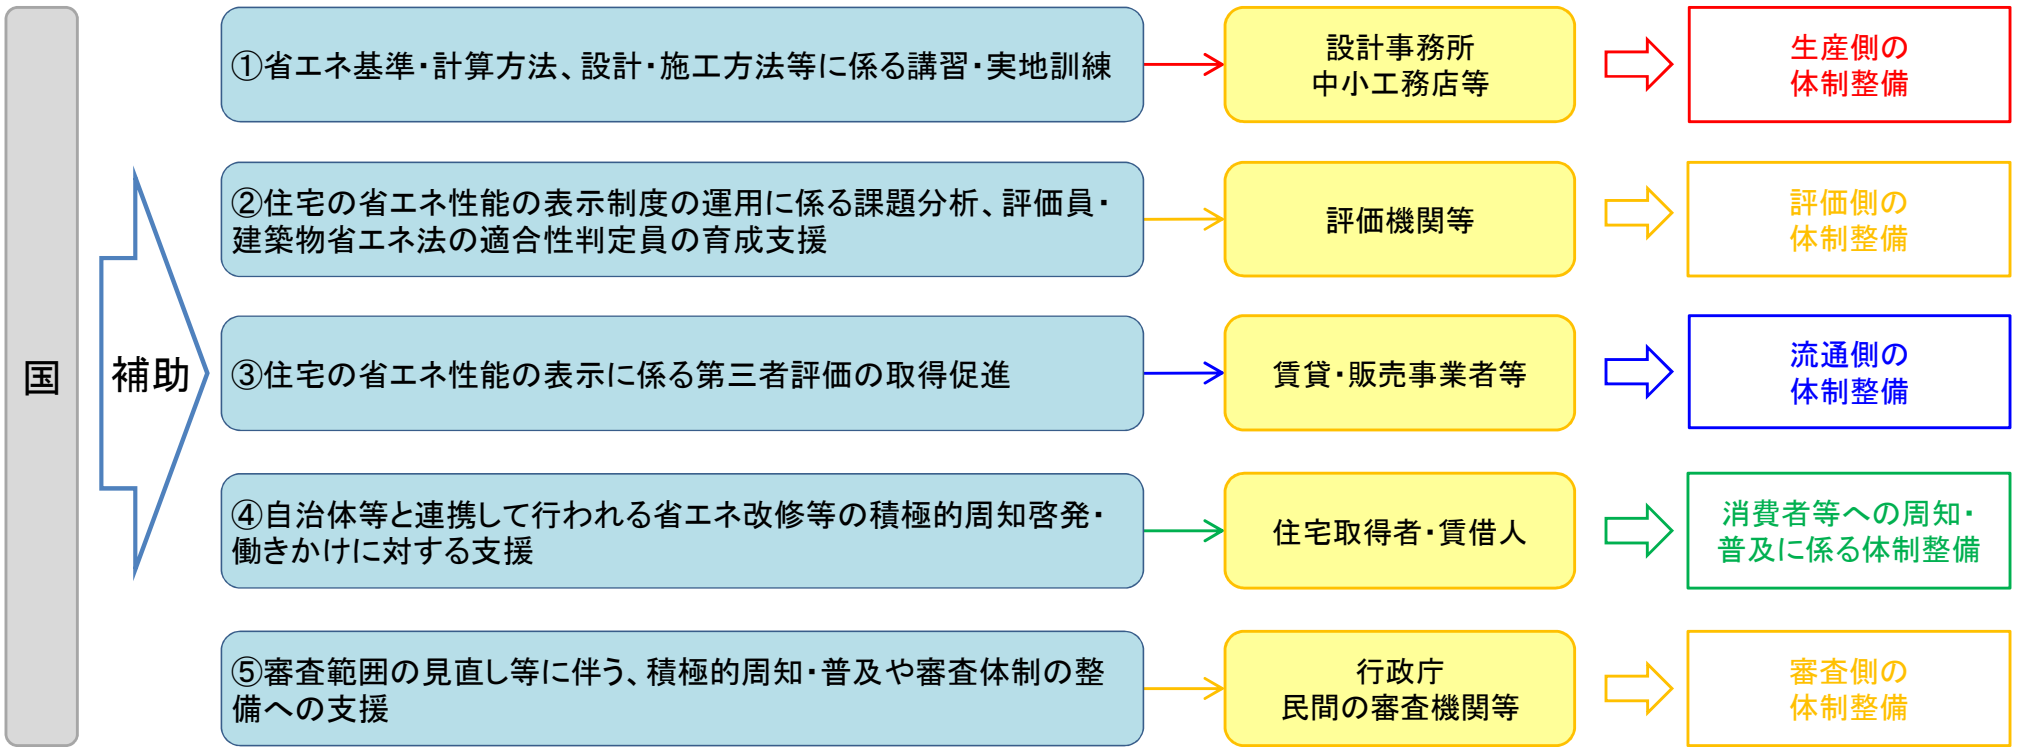 国
補助
①省エネ基準・計算方法、設計・施工方法等に係る講習・実地訓練
設計事務所
中小工務店等
生産側の
体制整備
②住宅の省エネ性能の表示制度の運用に係る課題分析、評価員・
建築物省エネ法の適合性判定員の育成支援
評価機関等
評価側の
体制整備
③住宅の省エネ性能の表示に係る第三者評価の取得促進
賃貸・販売事業者等
流通側の
体制整備
④自治体等と連携して行われる省エネ改修等の積極的周知啓発・
働きかけに対する支援
住宅取得者・賃借人
消費者等への周知・
普及に係る体制整備
⑤審査範囲の見直し等に伴う、積極的周知・普及や審査体制の整
備への支援
行政庁
民間の審査機関等
審査側の
体制整備